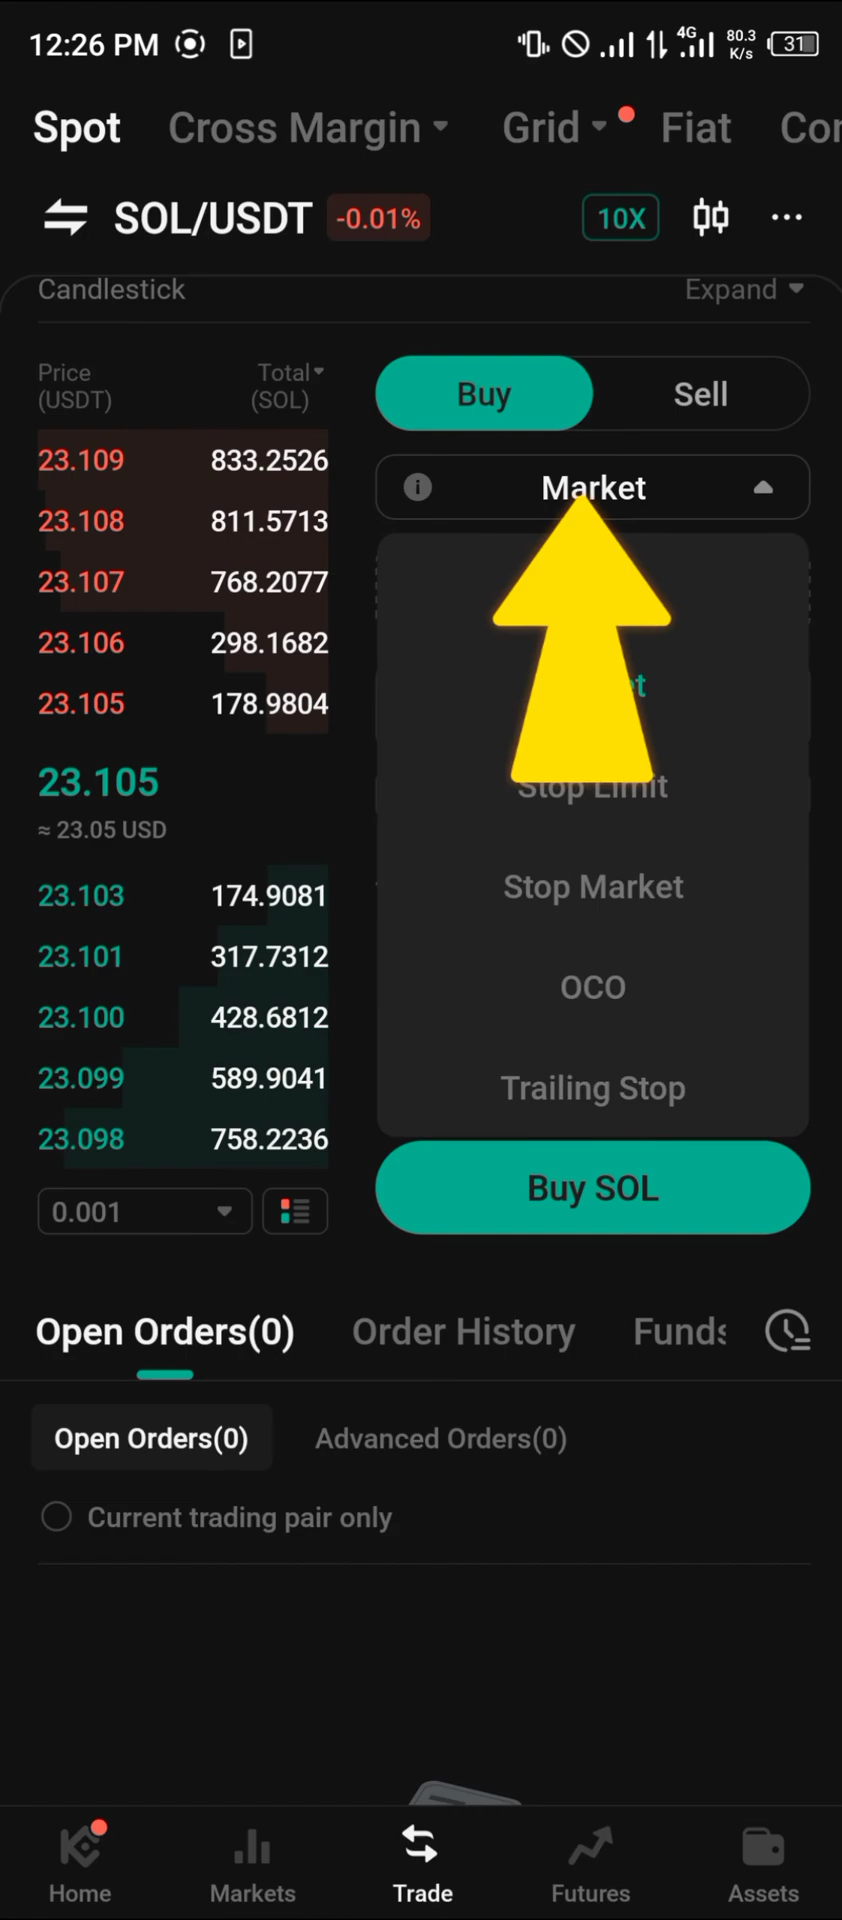 12:26 PM 4G 80.3 K/s 31
Spot Cross Margin Grid Fiat
SOL/USDT -0.01% 10X
Candlestick Expand
Price (USDT) Total (SOL)
Buy Sell
23.109 833.2526
Market
23.108 811.5713
23.107 768.2077
23.106 298.1682
23.105 178.9804
23.105
≈ 23.05 USD
Stop Limit
23.103 174.9081
Stop Market
23.101 317.7312
OCO
23.100 428.6812
23.099 589.9041
Trailing Stop
23.098 758.2236
Buy SOL
0.001
Open Orders(0) Order History Funds
Open Orders(0) Advanced Orders(0)
Current trading pair only
Home Markets Trade Futures Assets